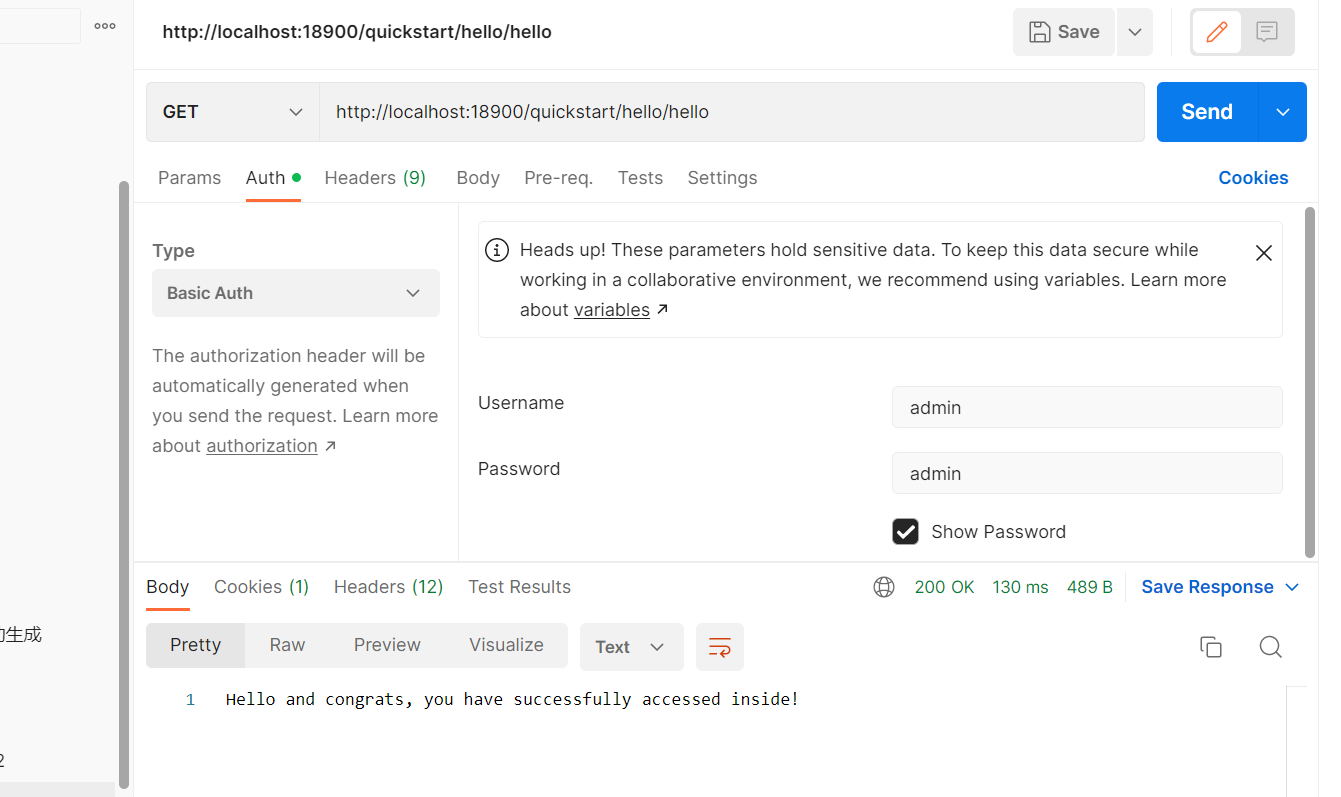 http://localhost:18900/quickstart/hello/hello
Save
GET http://localhost:18900/quickstart/hello/hello Send
Params Auth Headers (9) Body Pre-req. Tests Settings Cookies
Type
Basic Auth
The authorization header will be
automatically generated when
you send the request. Learn more
about authorization ↗
Heads up! These parameters hold sensitive data. To keep this data secure while
working in a collaborative environment, we recommend using variables. Learn more
about variables ↗
Username admin
Password admin
Show Password
Body Cookies (1) Headers (12) Test Results 200 OK 130 ms 489 B Save Response
生成
Pretty Raw Preview Visualize Text
1 Hello and congrats, you have successfully accessed inside!
2